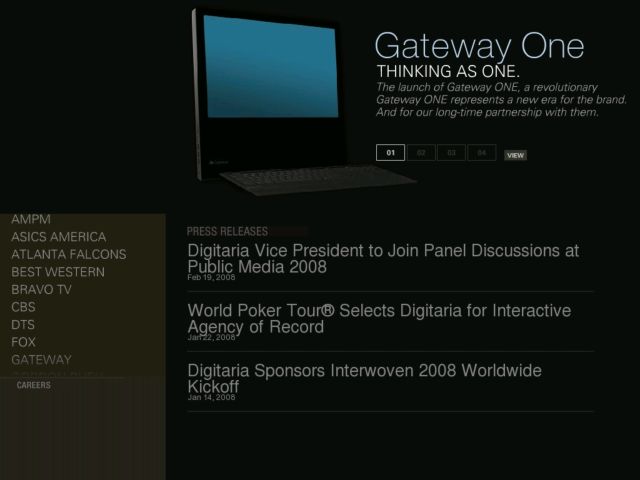 Gateway One
THINKING AS ONE.
The launch of Gateway ONE, a revolutionary
Gateway ONE represents a new era for the brand.
And for our long-time partnership with them.
01 02 03 04 VIEW
AMPM
ASICS AMERICA
ATLANTA FALCONS
BEST WESTERN
BRAVO TV
CBS
DTS
FOX
GATEWAY
CAREERS
PRESS RELEASES
Digitaria Vice President to Join Panel Discussions at
Public Media 2008
Feb 19, 2008
World Poker Tour® Selects Digitaria for Interactive
Agency of Record
Jan 22, 2008
Digitaria Sponsors Interwoven 2008 Worldwide
Kickoff
Jan 14, 2008